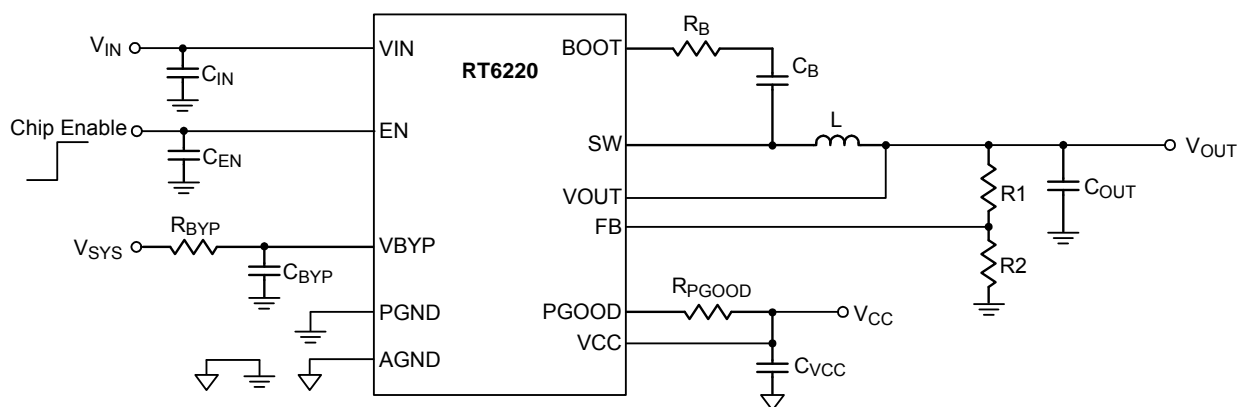 V_IN
C_IN
VIN
RT6220
BOOT
R_B
C_B
Chip Enable
C_EN
EN
SW
L
V_OUT
VOUT
R1
C_OUT
FB
R2
V_SYS
R_BYP
C_BYP
VBYP
PGND
PGOOD
R_PGOOD
V_CC
VCC
C_VCC
AGND